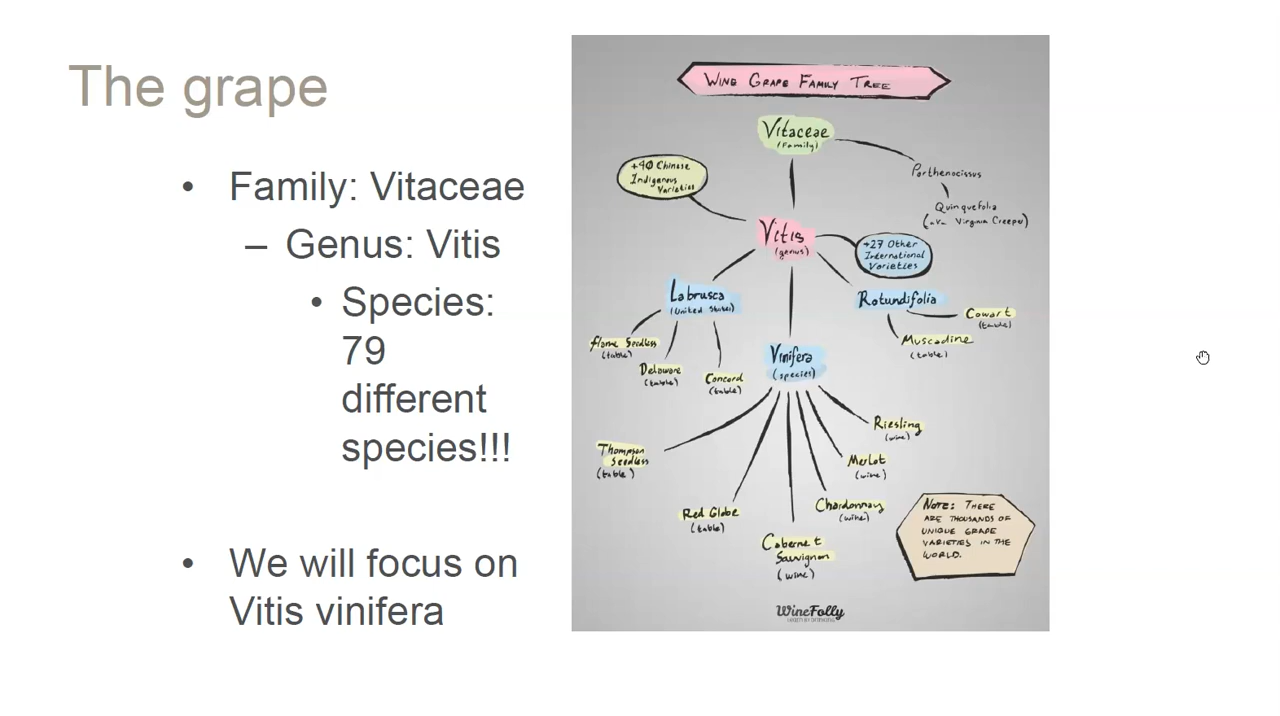 The grape
• Family: Vitaceae
– Genus: Vitis
• Species:
79
different
species!!!
• We will focus on
Vitis vinifera
Wine Grape Family Tree
Vitaceae
(Family)
+40 Chinese
Indigenous
Varieties
Parthenocissus
Quinquefolia
(a.k.a. Virginia Creeper)
Vitis
(genus)
+27 Other
International
Varieties
Labrusca
(United States)
Rotundifolia
Flame Seedless
(table)
Delaware
(table)
Concord
(table)
Cowart
(table)
Muscadine
(table)
Vinifera
(species)
Thompson
Seedless
(table)
Red Globe
(table)
Cabernet
Sauvignon
(wine)
Chardonnay
(wine)
Merlot
(wine)
Riesling
(wine)
Note: There
are thousands of
unique grape
varieties in the
world.
WineFolly